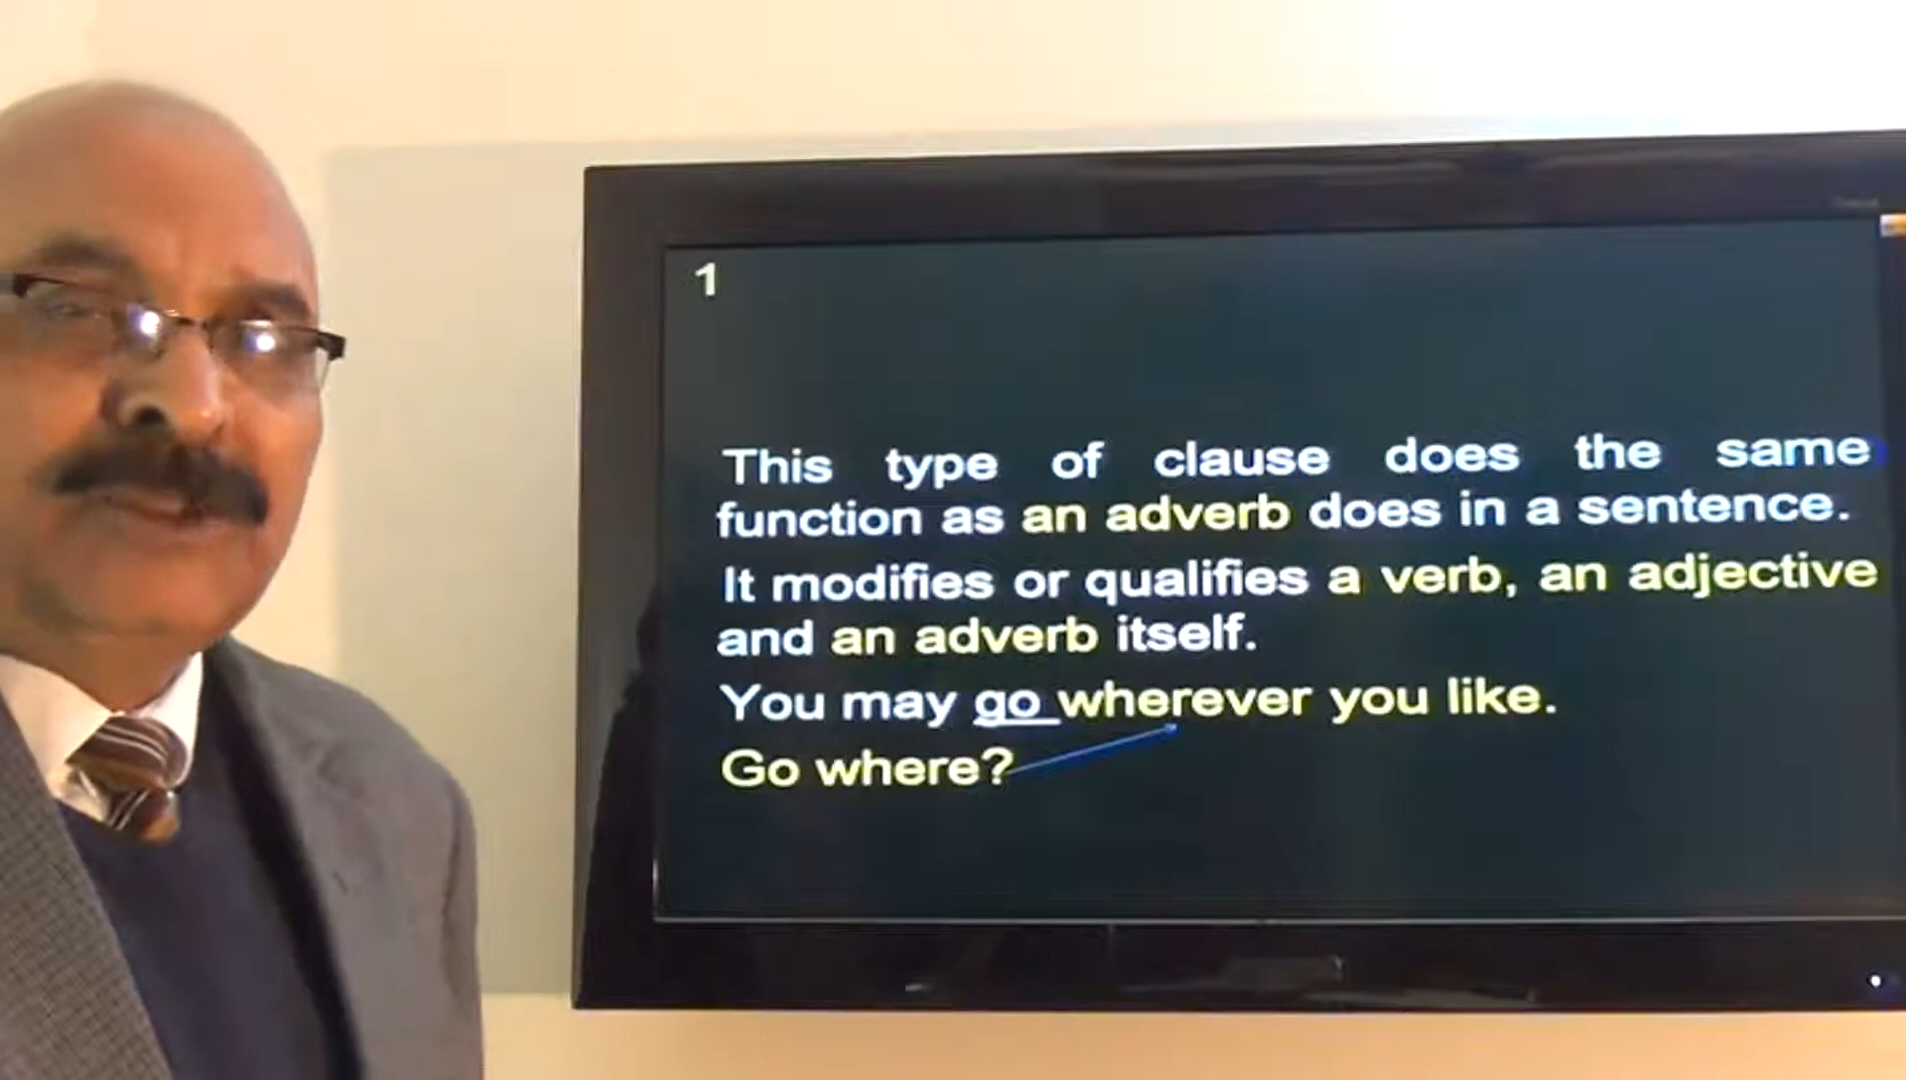 1
This type of clause does the same
function as an adverb does in a sentence.
It modifies or qualifies a verb, an adjective
and an adverb itself.
You may go wherever you like.
Go where?